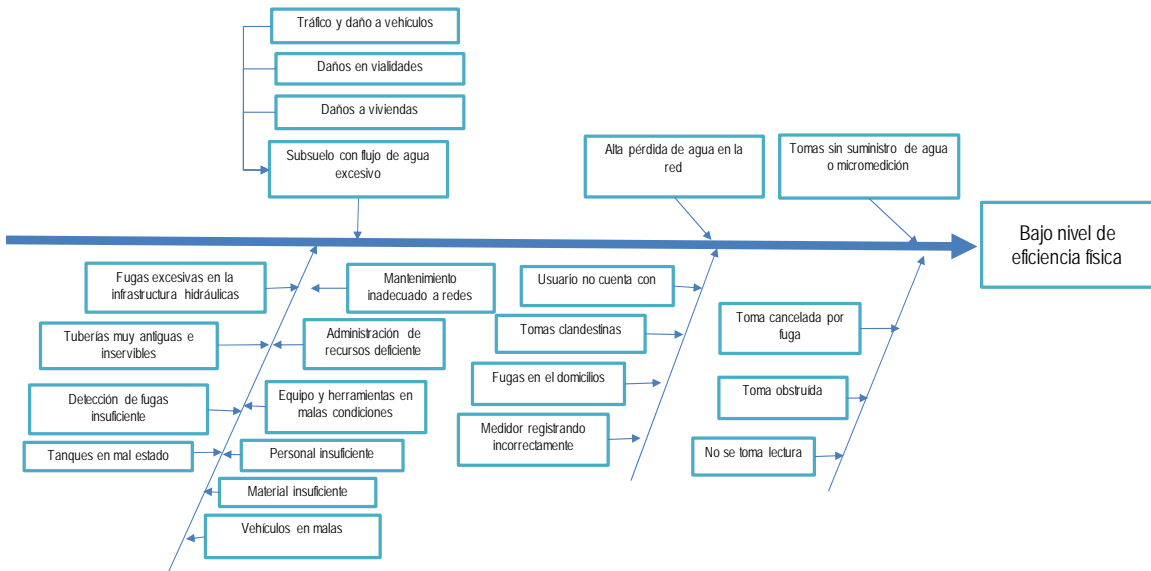 Tráfico y daño a vehículos
Daños en vialidades
Daños a viviendas
Subsuelo con flujo de agua
excesivo
Alta pérdida de agua en la
red
Tomas sin suministro de agua
o micromedición
Bajo nivel de
eficiencia física
Fugas excesivas en la
infraestructura hidráulicas
Mantenimiento
inadecuado a redes
Tuberías muy antiguas e
inservibles
Administración de
recursos deficiente
Detección de fugas
insuficiente
Equipo y herramientas en
malas condiciones
Tanques en mal estado
Personal insuficiente
Material insuficiente
Vehículos en malas
Usuario no cuenta con
Tomas clandestinas
Fugas en el domicilios
Medidor registrando
incorrectamente
Toma cancelada por
fuga
Toma obstruída
No se toma lectura